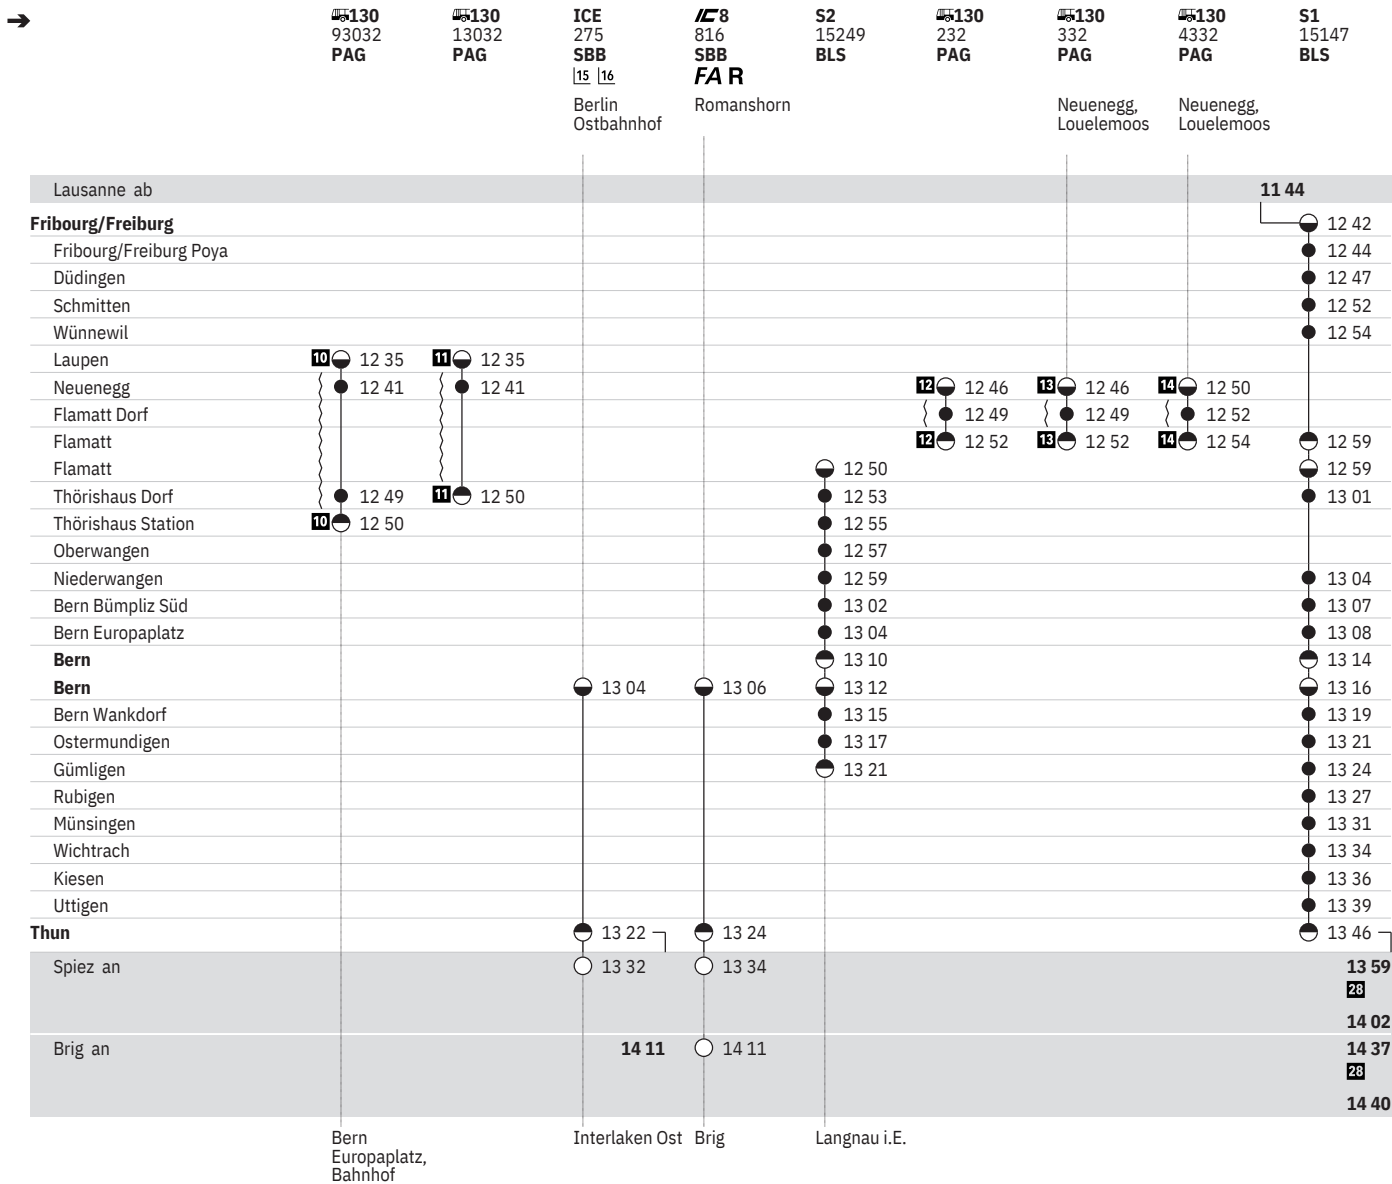 ➔ 130 130 ICE IC8 S2 130 130 130 S1
93032 13032 275 816 15249 232 332 4332 15147
PAG PAG SBB SBB BLS PAG PAG PAG BLS
15 16 FA R
Berlin Romanshorn Neuenegg, Neuenegg,
Ostbahnhof Louelemoos Louelemoos
Lausanne ab 11 44
Fribourg/Freiburg 12 42
Fribourg/Freiburg Poya 12 44
Düdingen 12 47
Schmitten 12 52
Wünnewil 12 54
Laupen 10 12 35 11 12 35
Neuenegg 12 41 12 41 12 12 46 13 12 46 14 12 50
Flamatt Dorf 12 49 12 49 12 52
Flamatt 12 12 52 13 12 52 14 12 54 12 59
Flamatt 12 50 12 59
Thörishaus Dorf 12 49 11 12 50 12 53 13 01
Thörishaus Station 10 12 50 12 55
Oberwangen 12 57
Niederwangen 12 59 13 04
Bern Bümpliz Süd 13 02 13 07
Bern Europaplatz 13 04 13 08
Bern 13 10 13 14
Bern 13 04 13 06 13 12 13 16
Bern Wankdorf 13 15 13 19
Ostermundigen 13 17 13 21
Gümligen 13 21 13 24
Rubigen 13 27
Münsingen 13 31
Wichtrach 13 34
Kiesen 13 36
Uttigen 13 39
Thun 13 22 13 24 13 46
Spiez an 13 32 13 34 13 59
28
14 02
Brig an 14 11 14 11 14 37
28
14 40
Bern Interlaken Ost Brig Langnau i.E.
Europaplatz,
Bahnhof